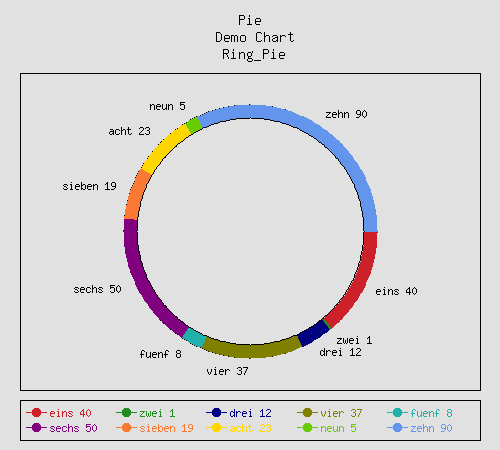 Pie
Demo Chart
Ring_Pie
neun 5
zehn 90
acht 23
sieben 19
sechs 50
eins 40
zwei 1
fuenf 8
drei 12
vier 37
eins 40 zwei 1 drei 12 vier 37 fuenf 8
sechs 50 sieben 19 acht 23 neun 5 zehn 90